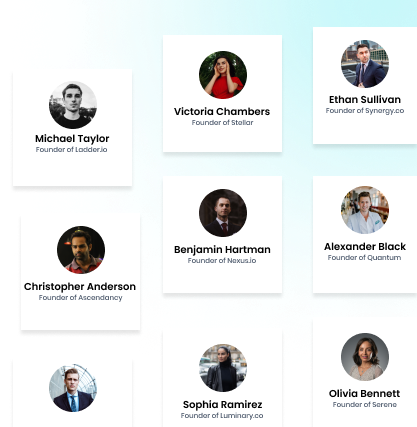 Michael Taylor
Founder of Ladder.io
Victoria Chambers
Founder of Stellar
Ethan Sullivan
Founder of Synergy.co
Christopher Anderson
Founder of Ascendancy
Benjamin Hartman
Founder of Nexus.io
Alexander Black
Founder of Quantum
Sophia Ramirez
Founder of Luminary.co
Olivia Bennett
Founder of Serene